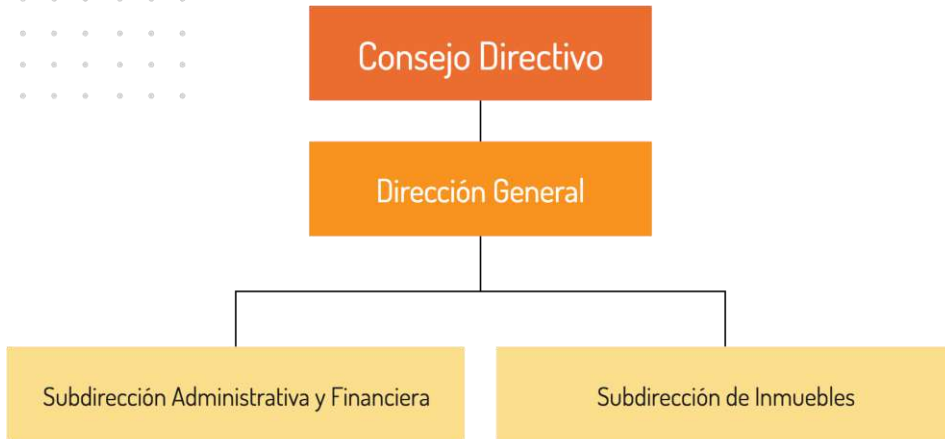 Consejo Directivo
Dirección General
Subdirección Administrativa y Financiera
Subdirección de Inmuebles